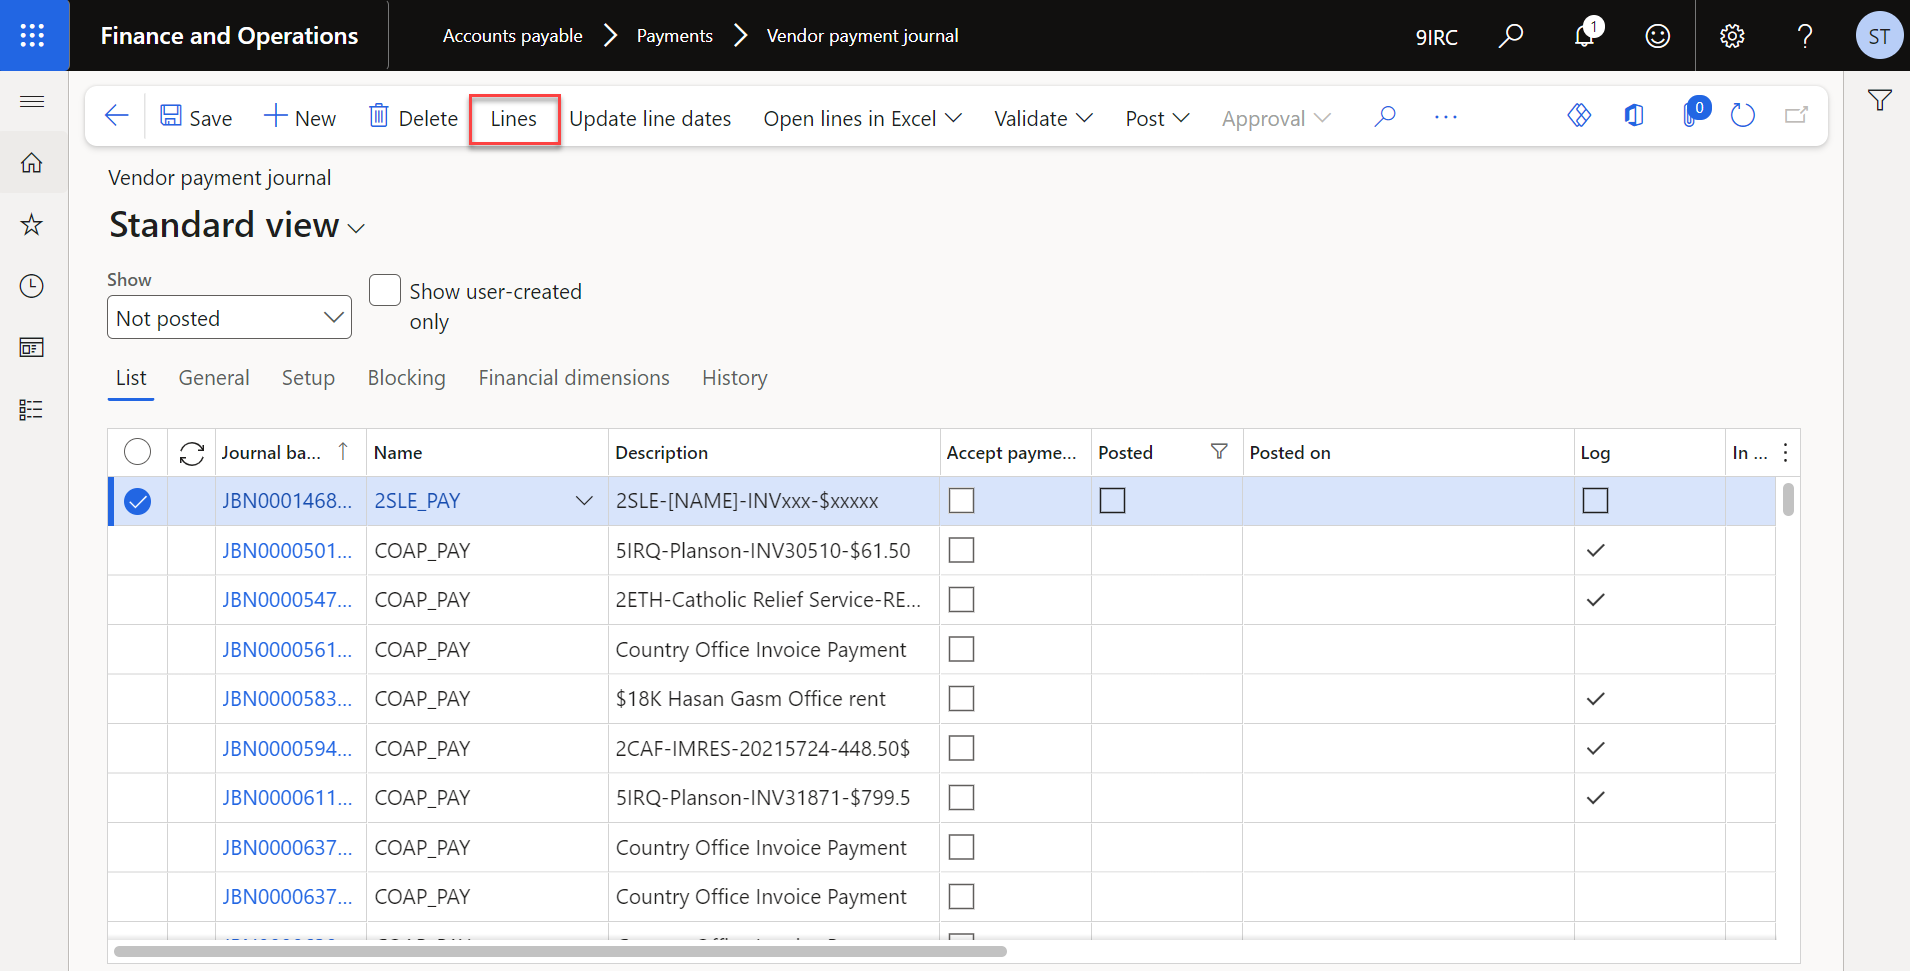 Finance and Operations
Accounts payable
Payments
Vendor payment journal
9IRC
1
ST
Save
New
Delete
Lines
Update line dates
Open lines in Excel
Validate
Post
Approval
...
0
Vendor payment journal
Standard view
Show
Not posted
Show user-created
only
List
General
Setup
Blocking
Financial dimensions
History
Journal ba...
Name
Description
Accept payme...
Posted
Posted on
Log
In ...
JBN0001468... 2SLE_PAY 2SLE-[NAME]-INVxxx-$xxxxx
JBN0000501... COAP_PAY 5IRQ-Planson-INV30510-$61.50
JBN0000547... COAP_PAY 2ETH-Catholic Relief Service-RE...
JBN0000561... COAP_PAY Country Office Invoice Payment
JBN0000583... COAP_PAY $18K Hasan Gasm Office rent
JBN0000594... COAP_PAY 2CAF-IMRES-20215724-448.50$
JBN0000611... COAP_PAY 5IRQ-Planson-INV31871-$799.5
JBN0000637... COAP_PAY Country Office Invoice Payment
JBN0000637... COAP_PAY Country Office Invoice Payment